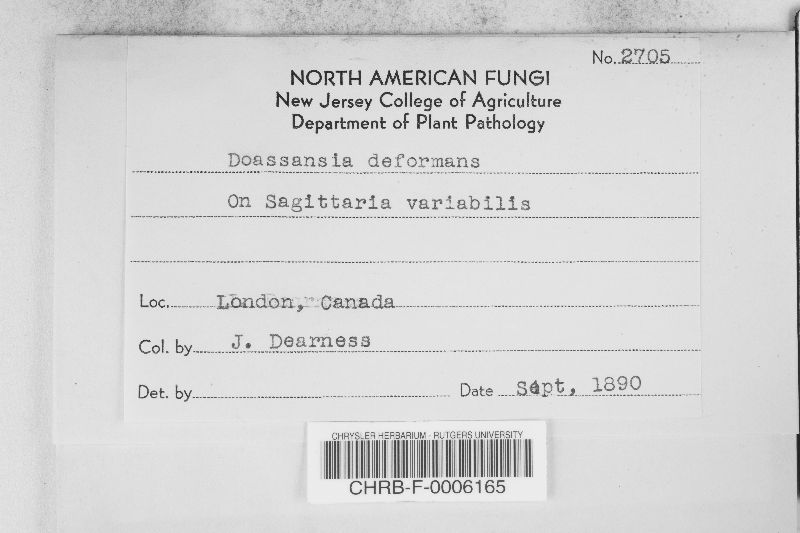 No. 2705
NORTH AMERICAN FUNGI
New Jersey College of Agriculture
Department of Plant Pathology
Doassansia deformans
On Sagittaria variabilis
Loc. London, Canada
Col. by J. Dearness
Det. by
Date Sept, 1890
CHRYSLER HERBARIUM - RUTGERS UNIVERSITY
CHRB-F-0006165